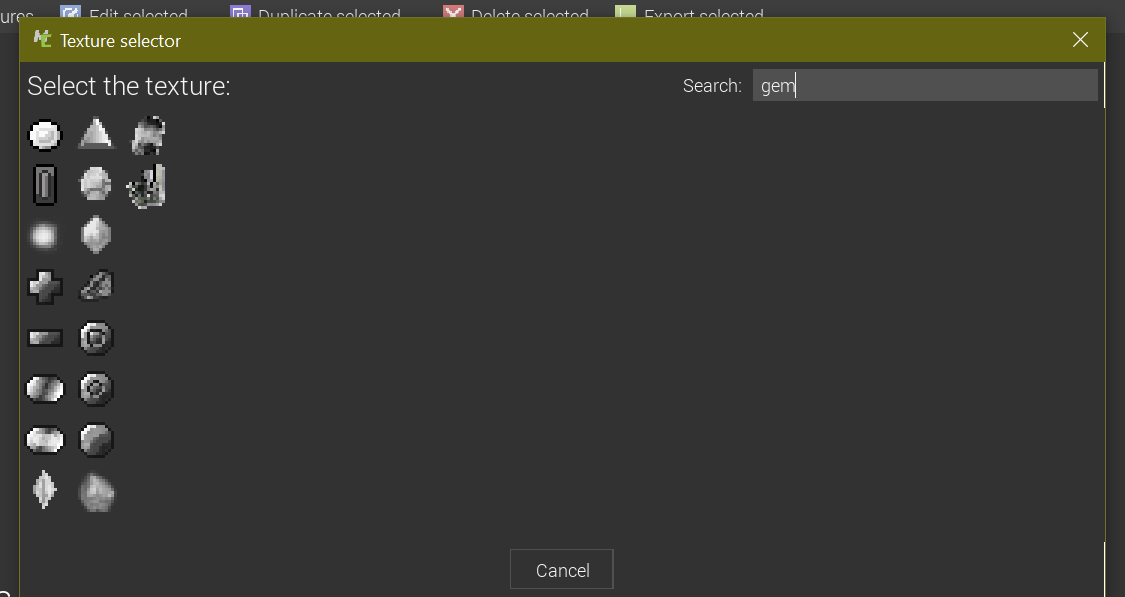 ures Edit selected Duplicate selected Delete selected Export selected
Texture selector
Select the texture: Search: gem
Cancel